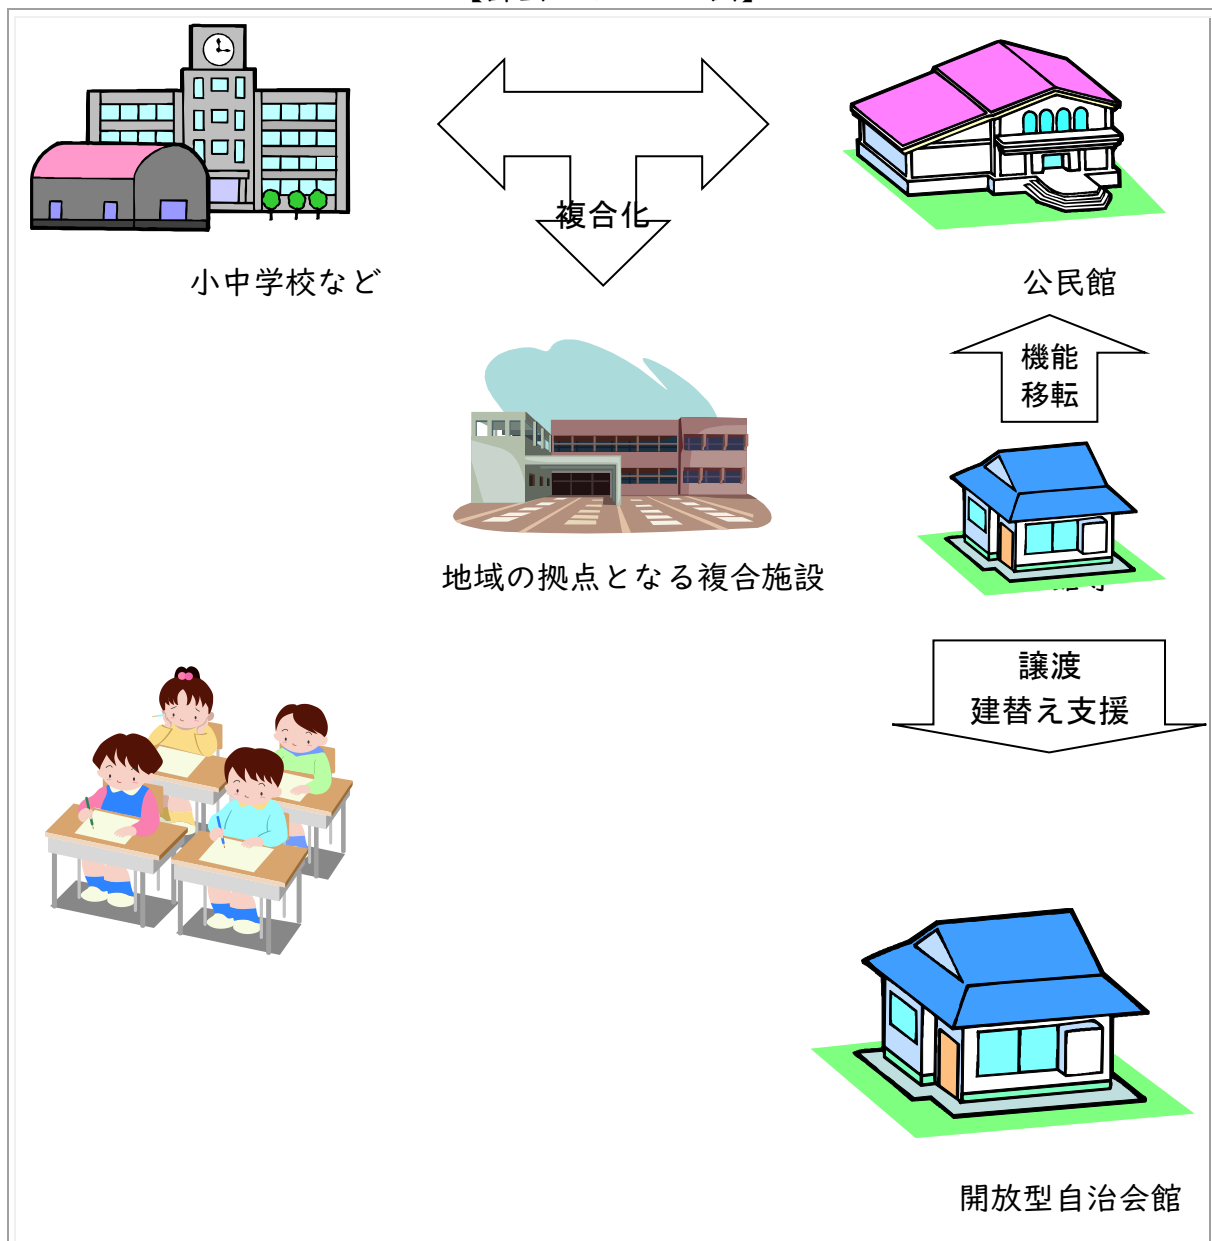 複合化
小中学校など
公民館
機能
移転
地域の拠点となる複合施設
譲渡
建替え支援
開放型自治会館